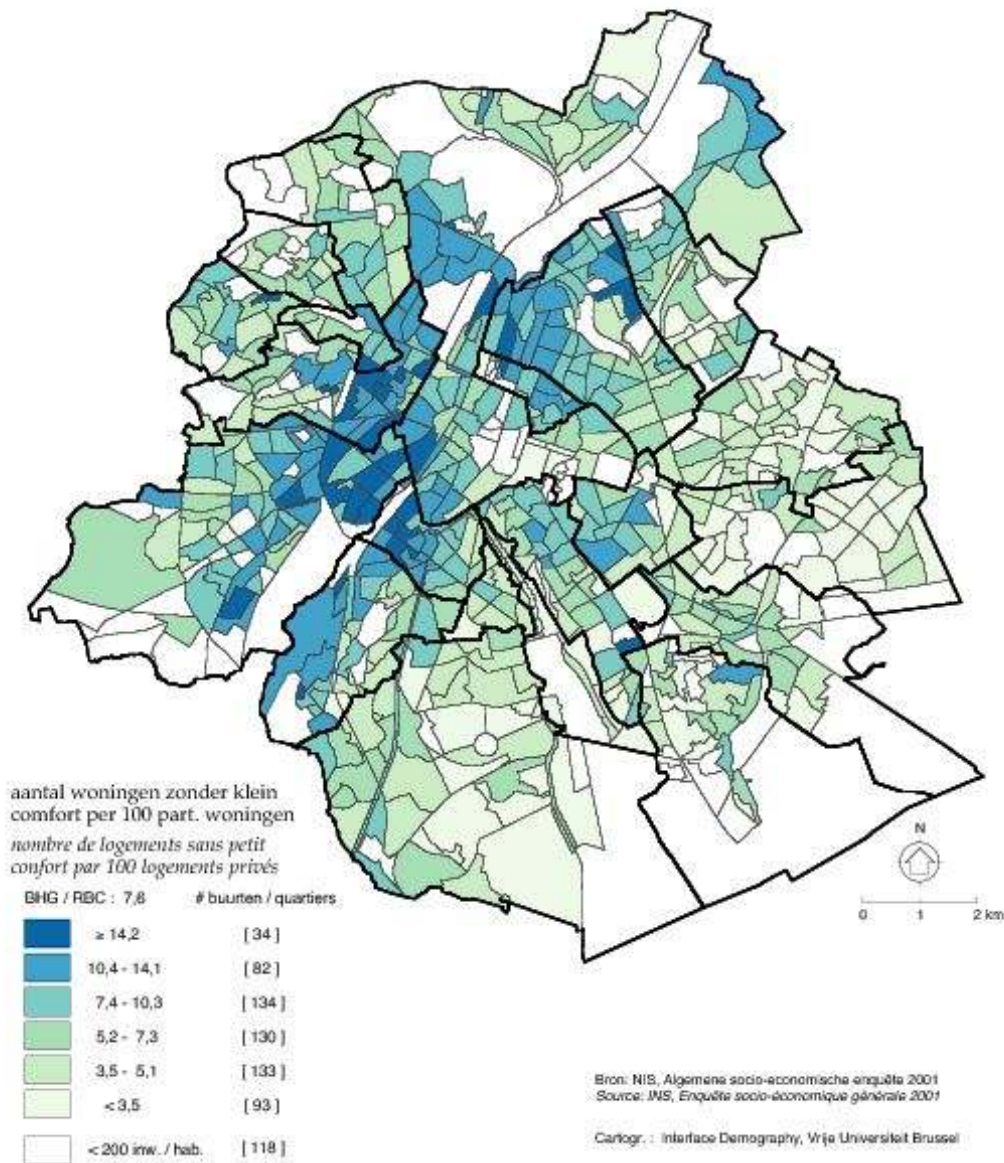 aantal woningen zonder klein
comfort per 100 part. woningen
nombre de logements sans petit
confort par 100 logements privés
BHG / RBC : 7,6 # buurten / quartiers
≥ 14,2 [ 34 ]
10,4 - 14,1 [ 82 ]
7,4 - 10,3 [ 134 ]
5,2 - 7,3 [ 130 ]
3,5 - 5,1 [ 133 ]
< 3,5 [ 93 ]
< 200 inw. / hab. [ 118 ]
N
0 1 2 km
Bron: NIS, Algemene socio-economische enquête 2001
Source: INS, Enquête socio-économique générale 2001
Cartogr. : Interface Demography, Vrije Universiteit Brussel